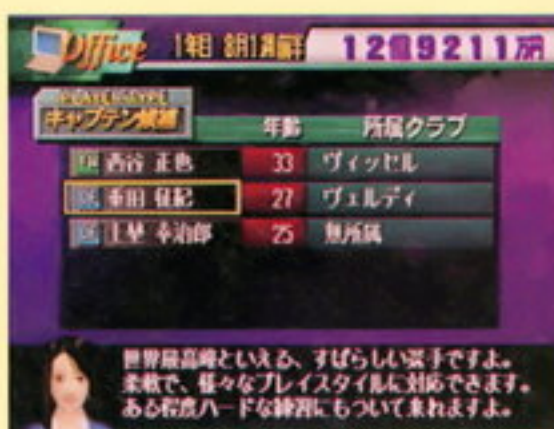 Office 1年目 8月1週前半 12億9211万円
PLAYER TYPE
キャプテン候補 年齢 所属クラブ
西谷 正也 33 ヴィッセル
重田 征紀 27 ヴェルディ
幸治郎 25 無所属
世界最高峰といえる、すばらしい選手ですよ。
柔軟で、様々なプレイスタイルに対応できます。
ある程度ハードな練習にもついて来れますよ。